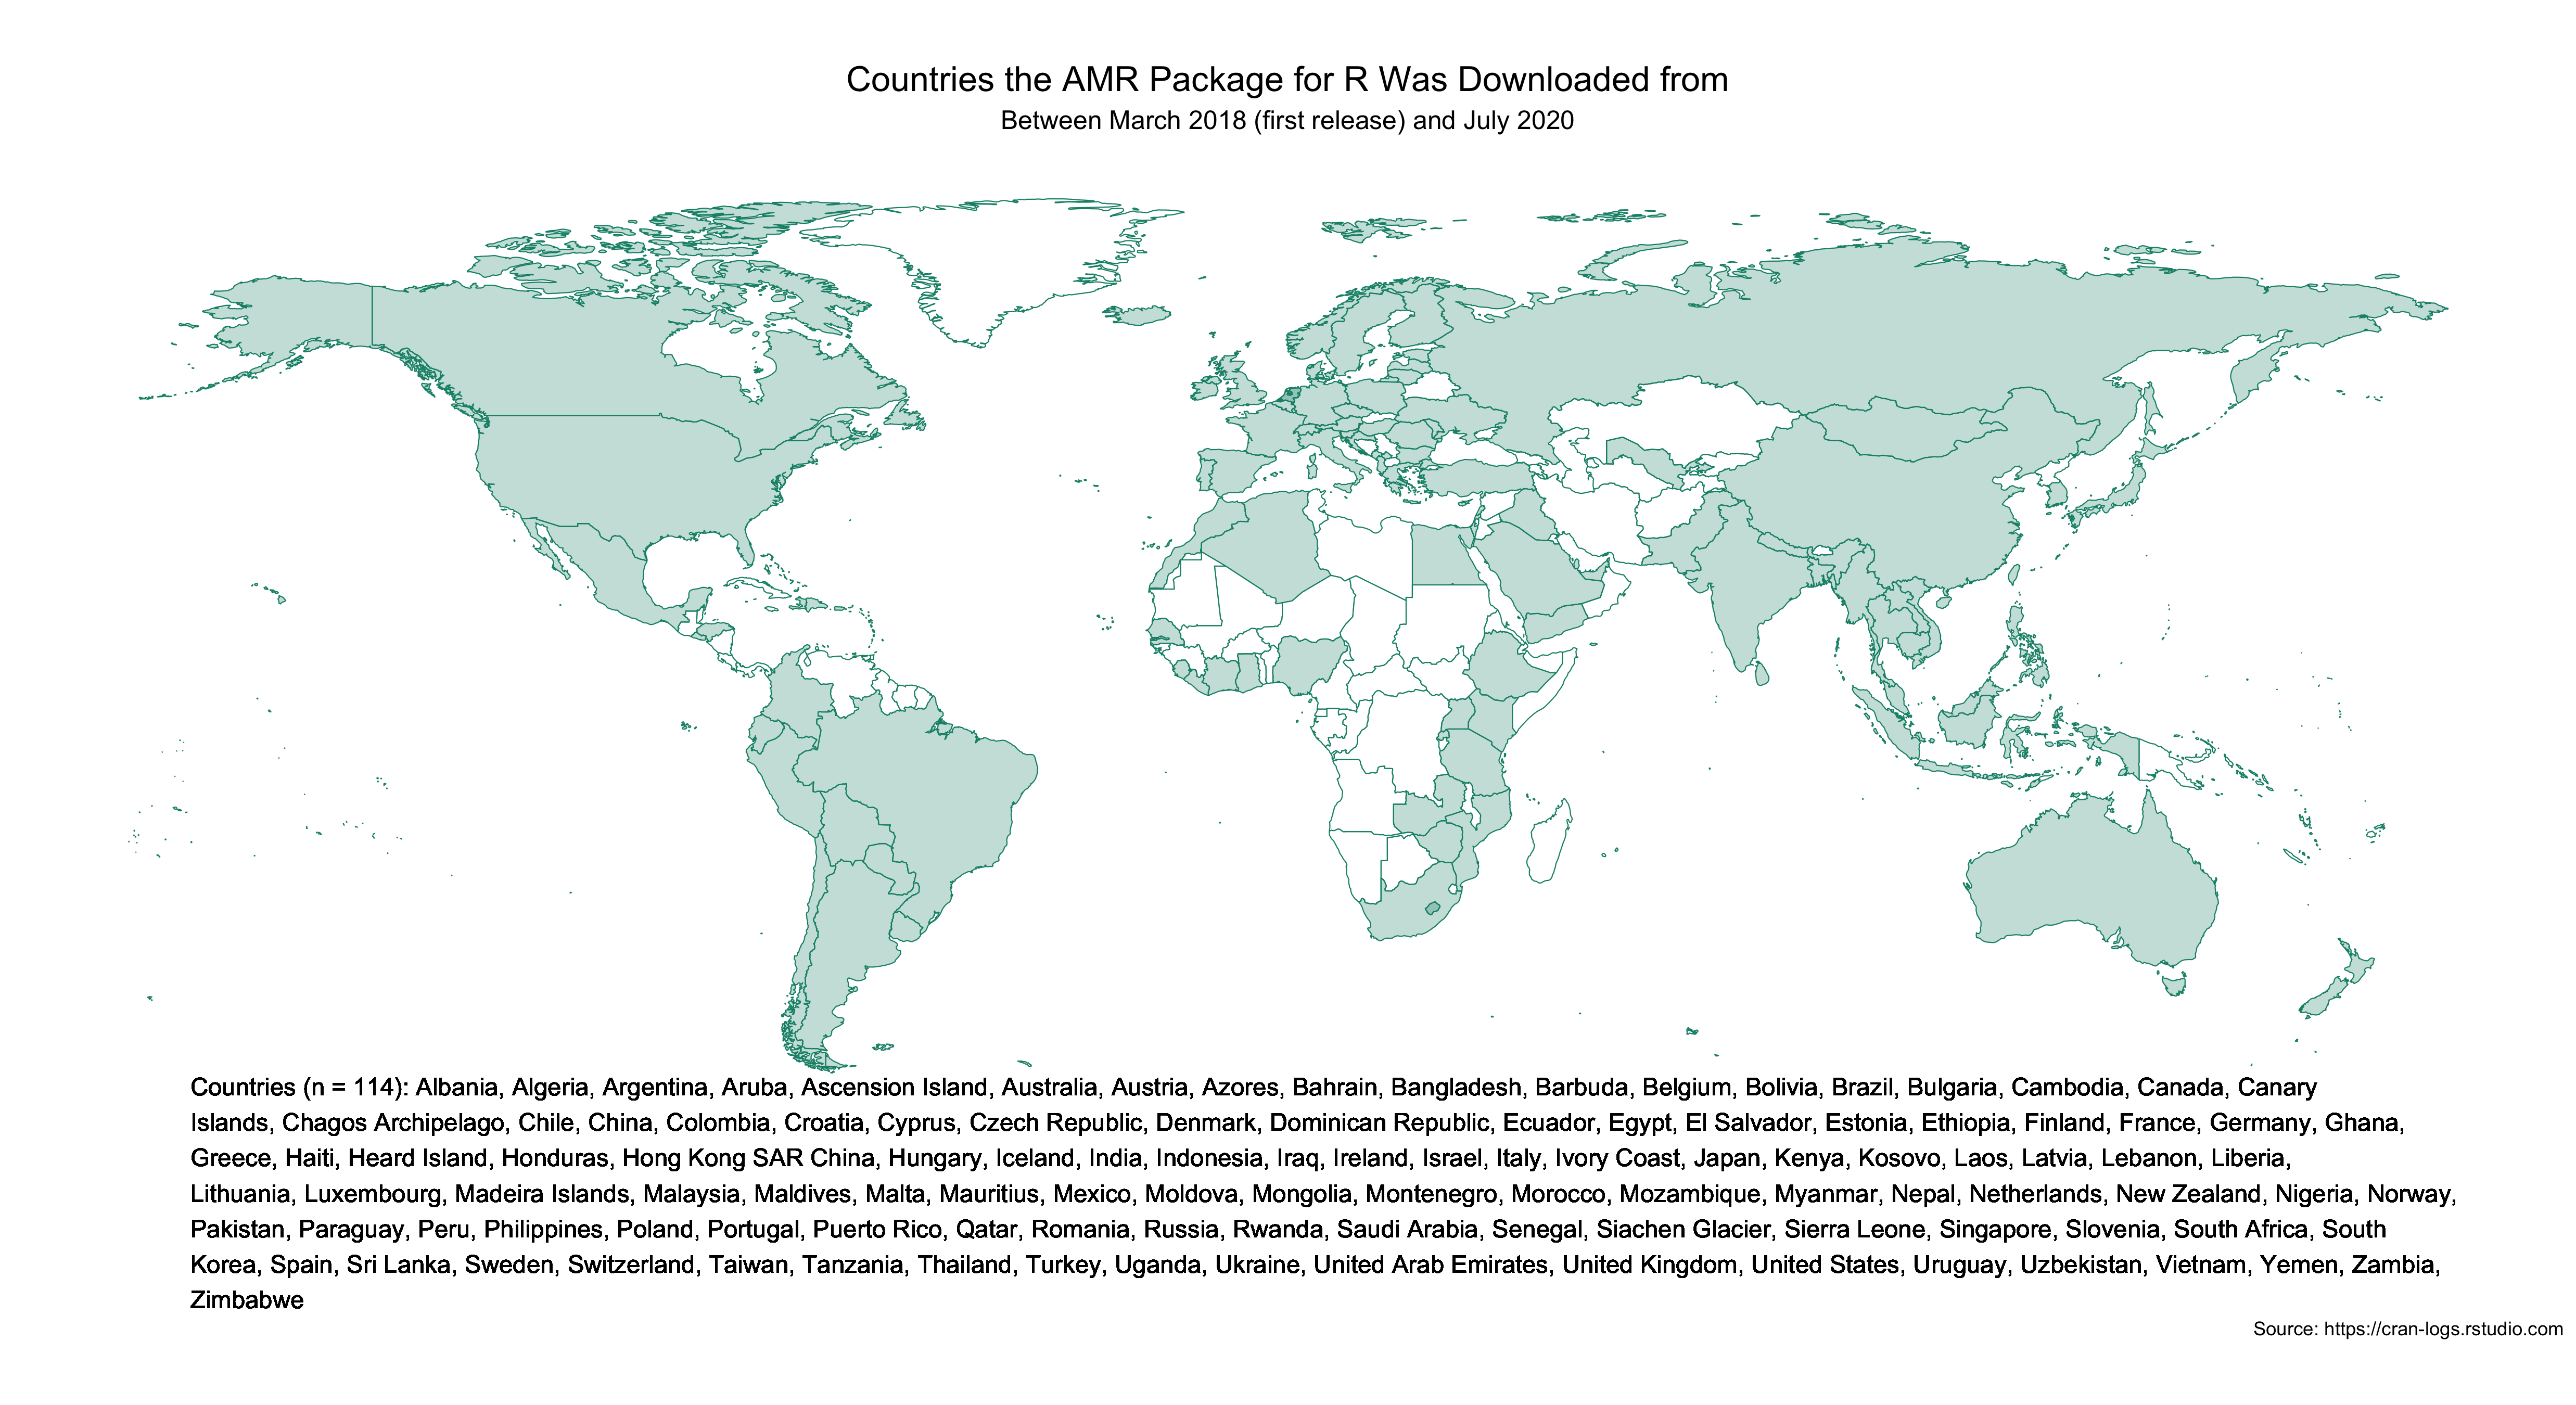 Countries the AMR Package for R Was Downloaded from
Between March 2018 (first release) and July 2020
Countries (n = 114): Albania, Algeria, Argentina, Aruba, Ascension Island, Australia, Austria, Azores, Bahrain, Bangladesh, Barbuda, Belgium, Bolivia, Brazil, Bulgaria, Cambodia, Canada, Canary
Islands, Chagos Archipelago, Chile, China, Colombia, Croatia, Cyprus, Czech Republic, Denmark, Dominican Republic, Ecuador, Egypt, El Salvador, Estonia, Ethiopia, Finland, France, Germany, Ghana,
Greece, Haiti, Heard Island, Honduras, Hong Kong SAR China, Hungary, Iceland, India, Indonesia, Iraq, Ireland, Israel, Italy, Ivory Coast, Japan, Kenya, Kosovo, Laos, Latvia, Lebanon, Liberia,
Lithuania, Luxembourg, Madeira Islands, Malaysia, Maldives, Malta, Mauritius, Mexico, Moldova, Mongolia, Montenegro, Morocco, Mozambique, Myanmar, Nepal, Netherlands, New Zealand, Nigeria, Norway,
Pakistan, Paraguay, Peru, Philippines, Poland, Portugal, Puerto Rico, Qatar, Romania, Russia, Rwanda, Saudi Arabia, Senegal, Siachen Glacier, Sierra Leone, Singapore, Slovenia, South Africa, South
Korea, Spain, Sri Lanka, Sweden, Switzerland, Taiwan, Tanzania, Thailand, Turkey, Uganda, Ukraine, United Arab Emirates, United Kingdom, United States, Uruguay, Uzbekistan, Vietnam, Yemen, Zambia,
Zimbabwe
Source: https://cran-logs.rstudio.com